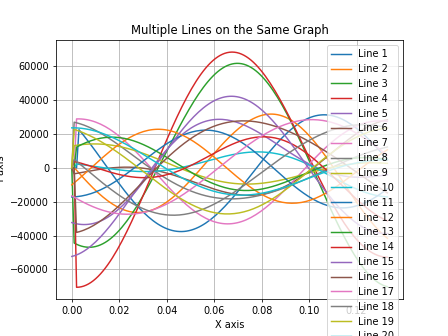 Multiple Lines on the Same Graph
60000
40000
20000
0
−20000
−40000
−60000
0.00
0.02
0.04
0.06
0.08
0.10
X axis
axis
Line 1
Line 2
Line 3
Line 4
Line 5
Line 6
Line 7
Line 8
Line 9
Line 10
Line 11
Line 12
Line 13
Line 14
Line 15
Line 16
Line 17
Line 18
Line 19
Line 20